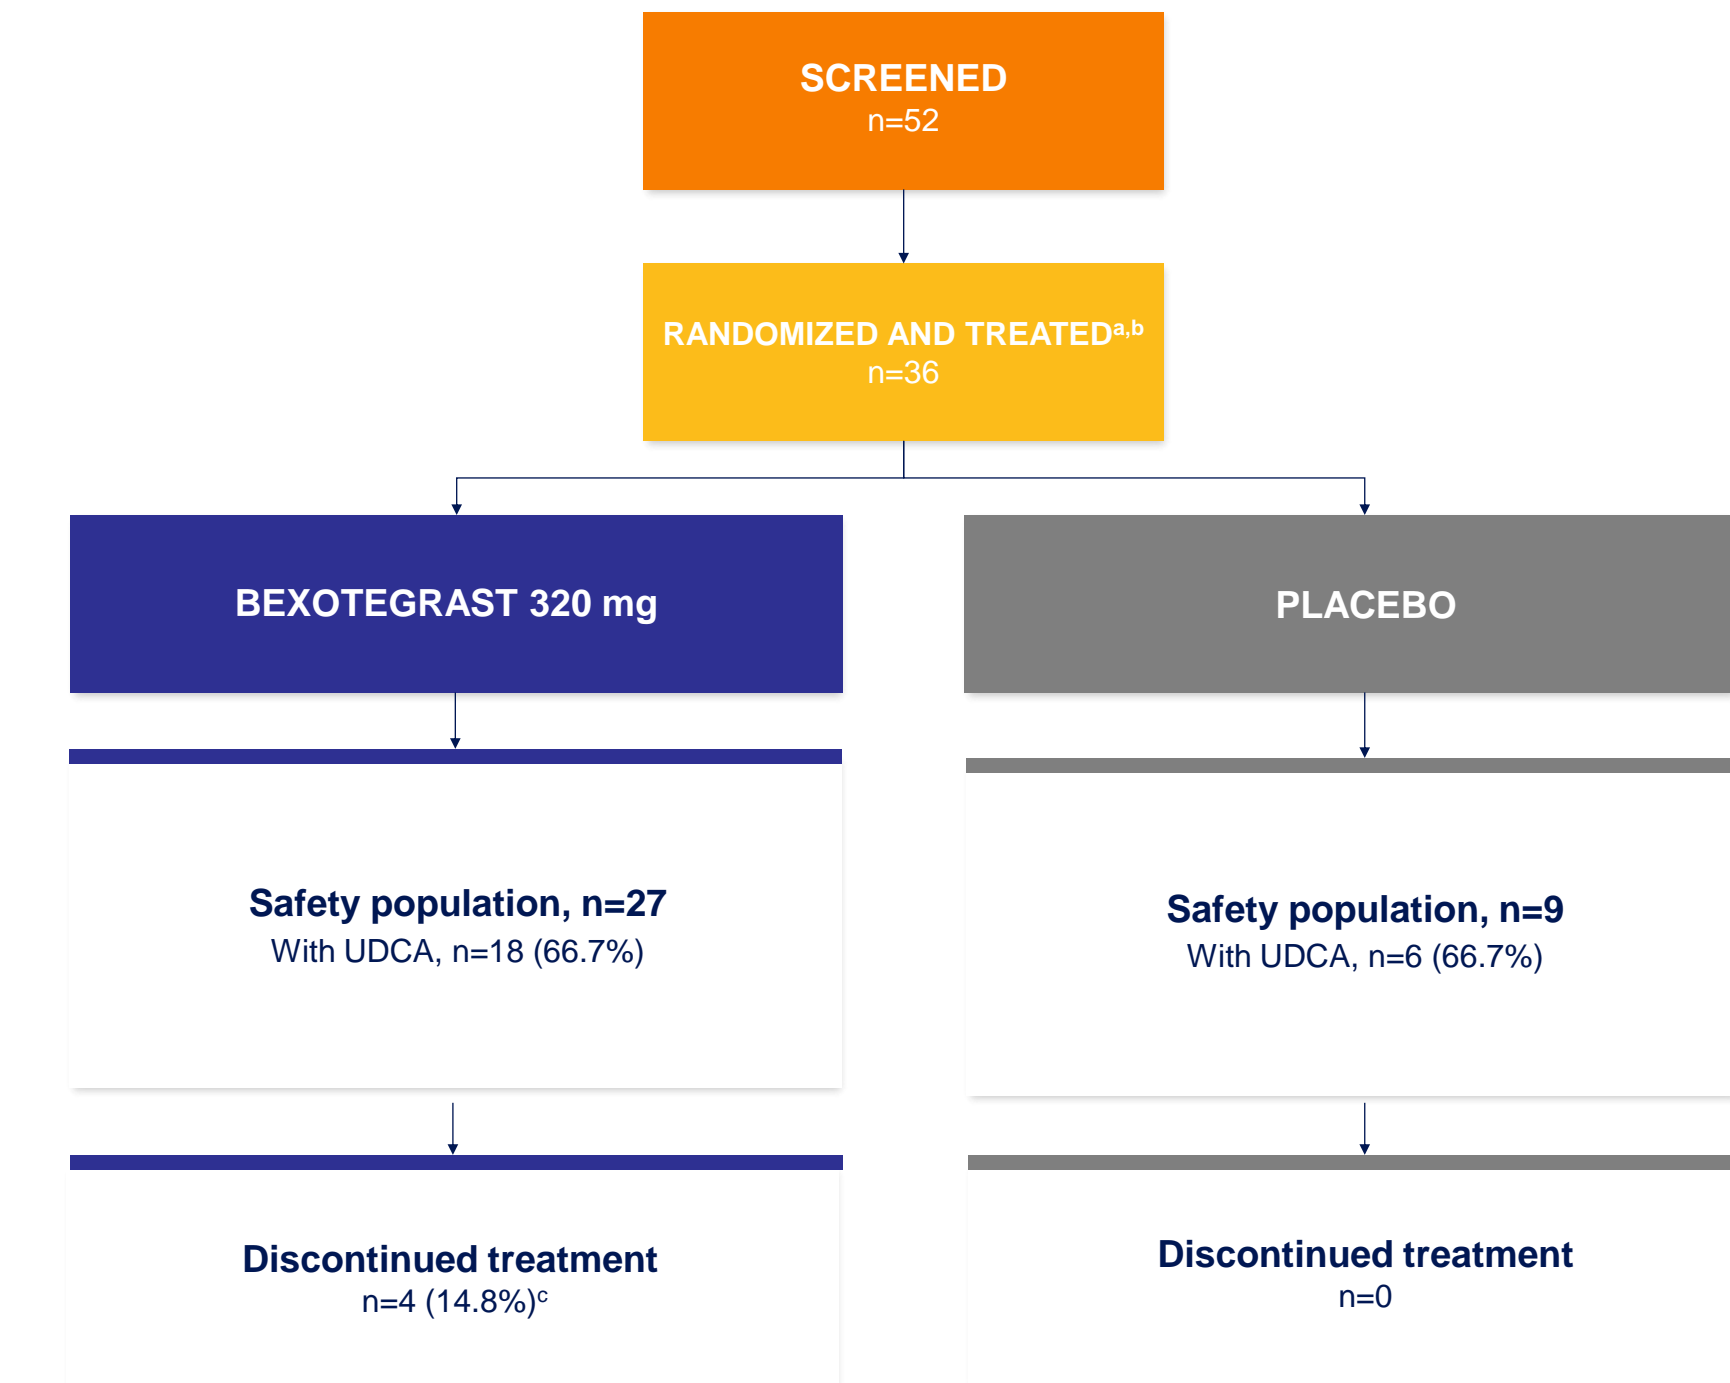 SCREENED
n=52
RANDOMIZED AND TREATEDa,b
n=36
BEXOTEGRAST 320 mg
PLACEBO
Safety population, n=27
With UDCA, n=18 (66.7%)
Safety population, n=9
With UDCA, n=6 (66.7%)
Discontinued treatment
n=4 (14.8%)c
Discontinued treatment
n=0